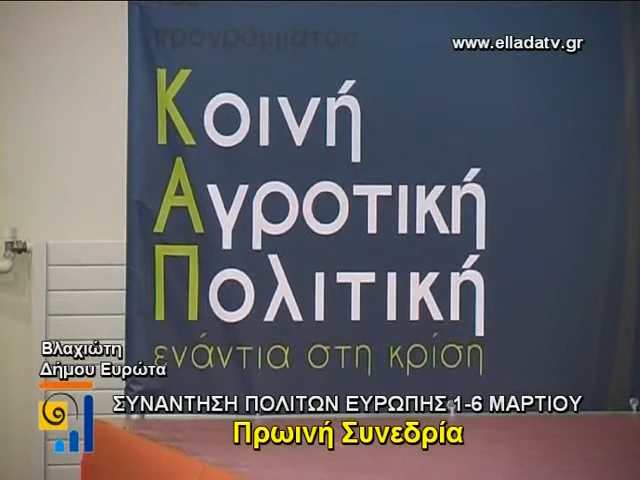 www.elladatv.gr
προγράμματος
Κοινή
Αγροτική
Πολιτική
ενάντια στη κρίση
Βλαχιώτη
Δήμου Ευρώτα
ΣΥΝΑΝΤΗΣΗ ΠΟΛΙΤΩΝ ΕΥΡΩΠΗΣ 1-6 ΜΑΡΤΙΟΥ
Πρωινή Συνεδρία